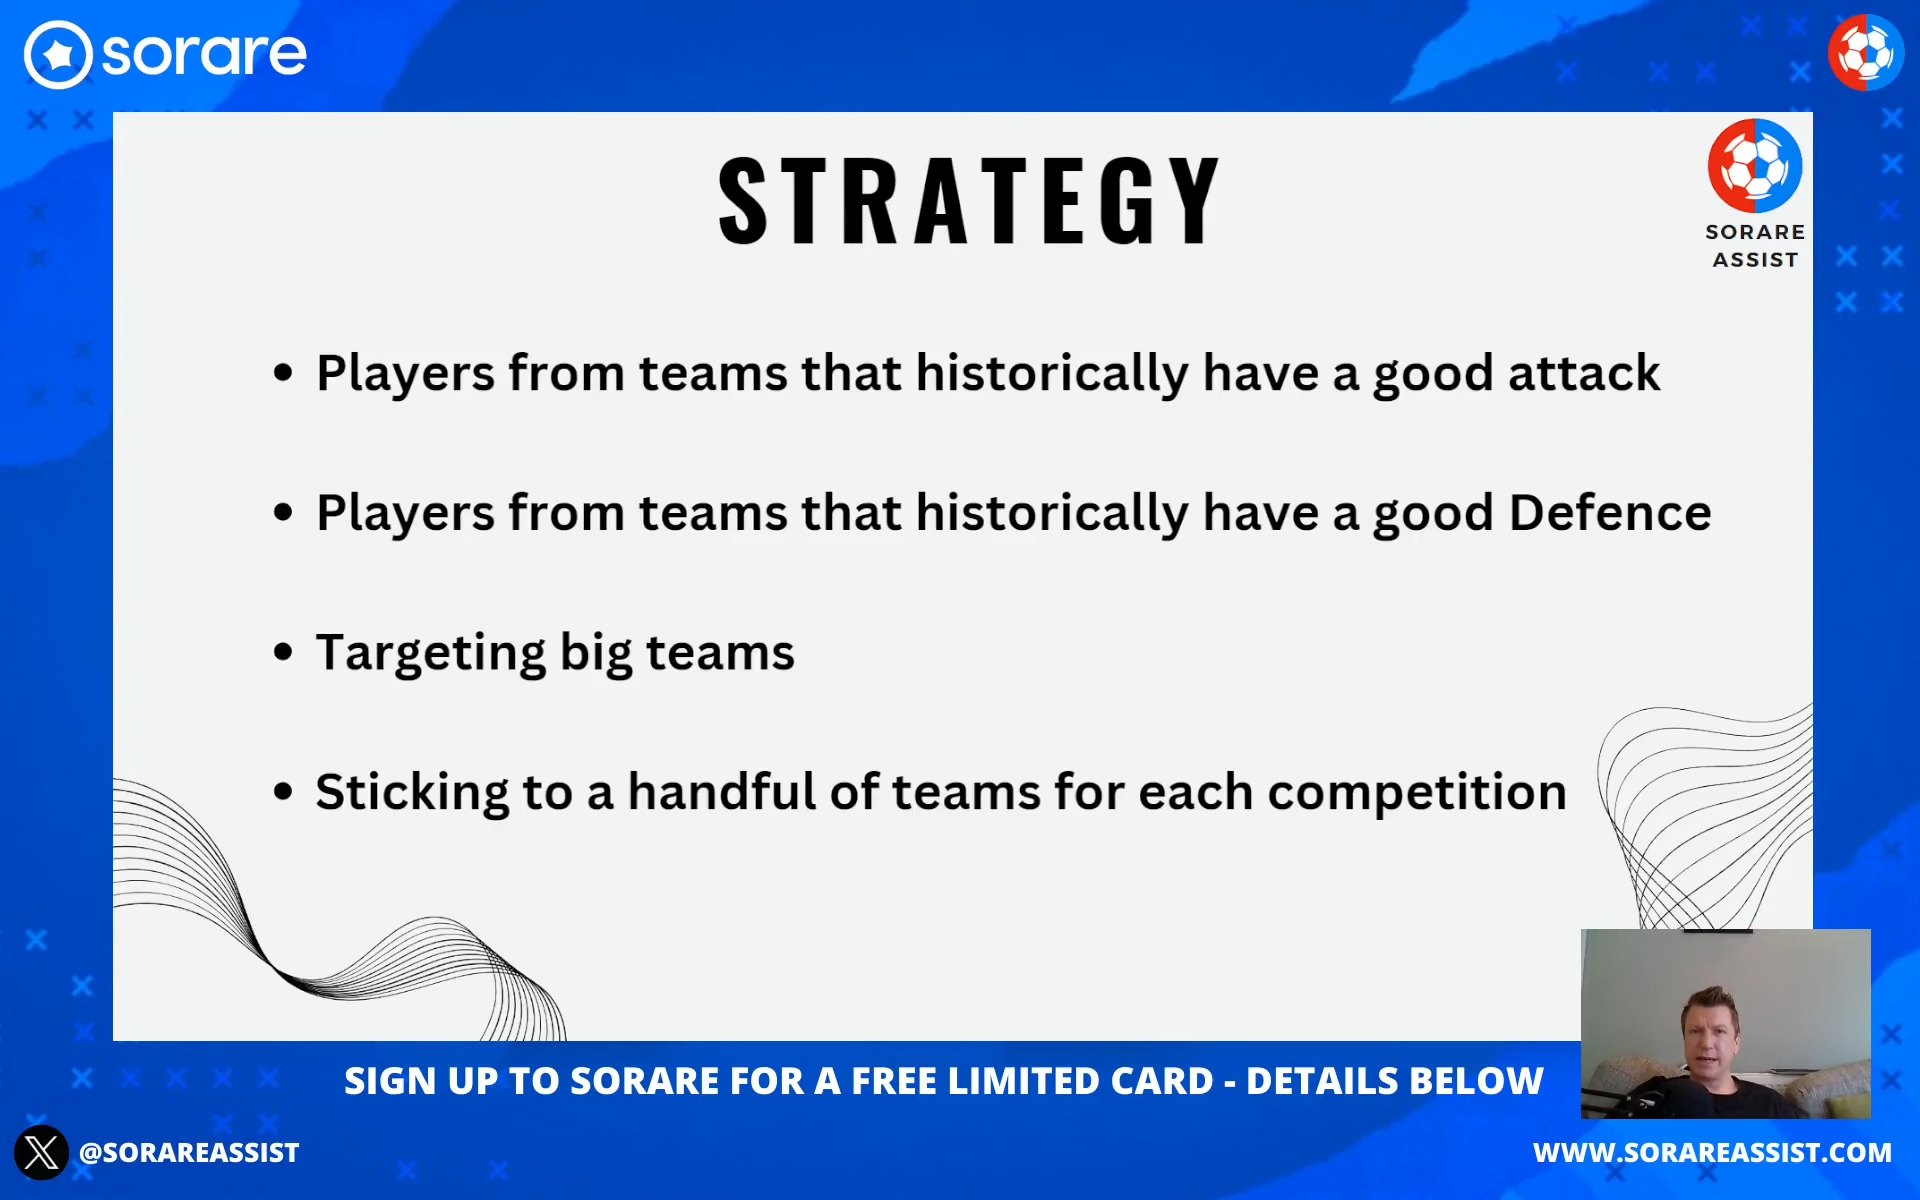 sorare
STRATEGY
SORARE
ASSIST
• Players from teams that historically have a good attack
• Players from teams that historically have a good Defence
• Targeting big teams
• Sticking to a handful of teams for each competition
SIGN UP TO SORARE FOR A FREE LIMITED CARD - DETAILS BELOW
@SORAREASSIST
WWW.SORAREASSIST.COM